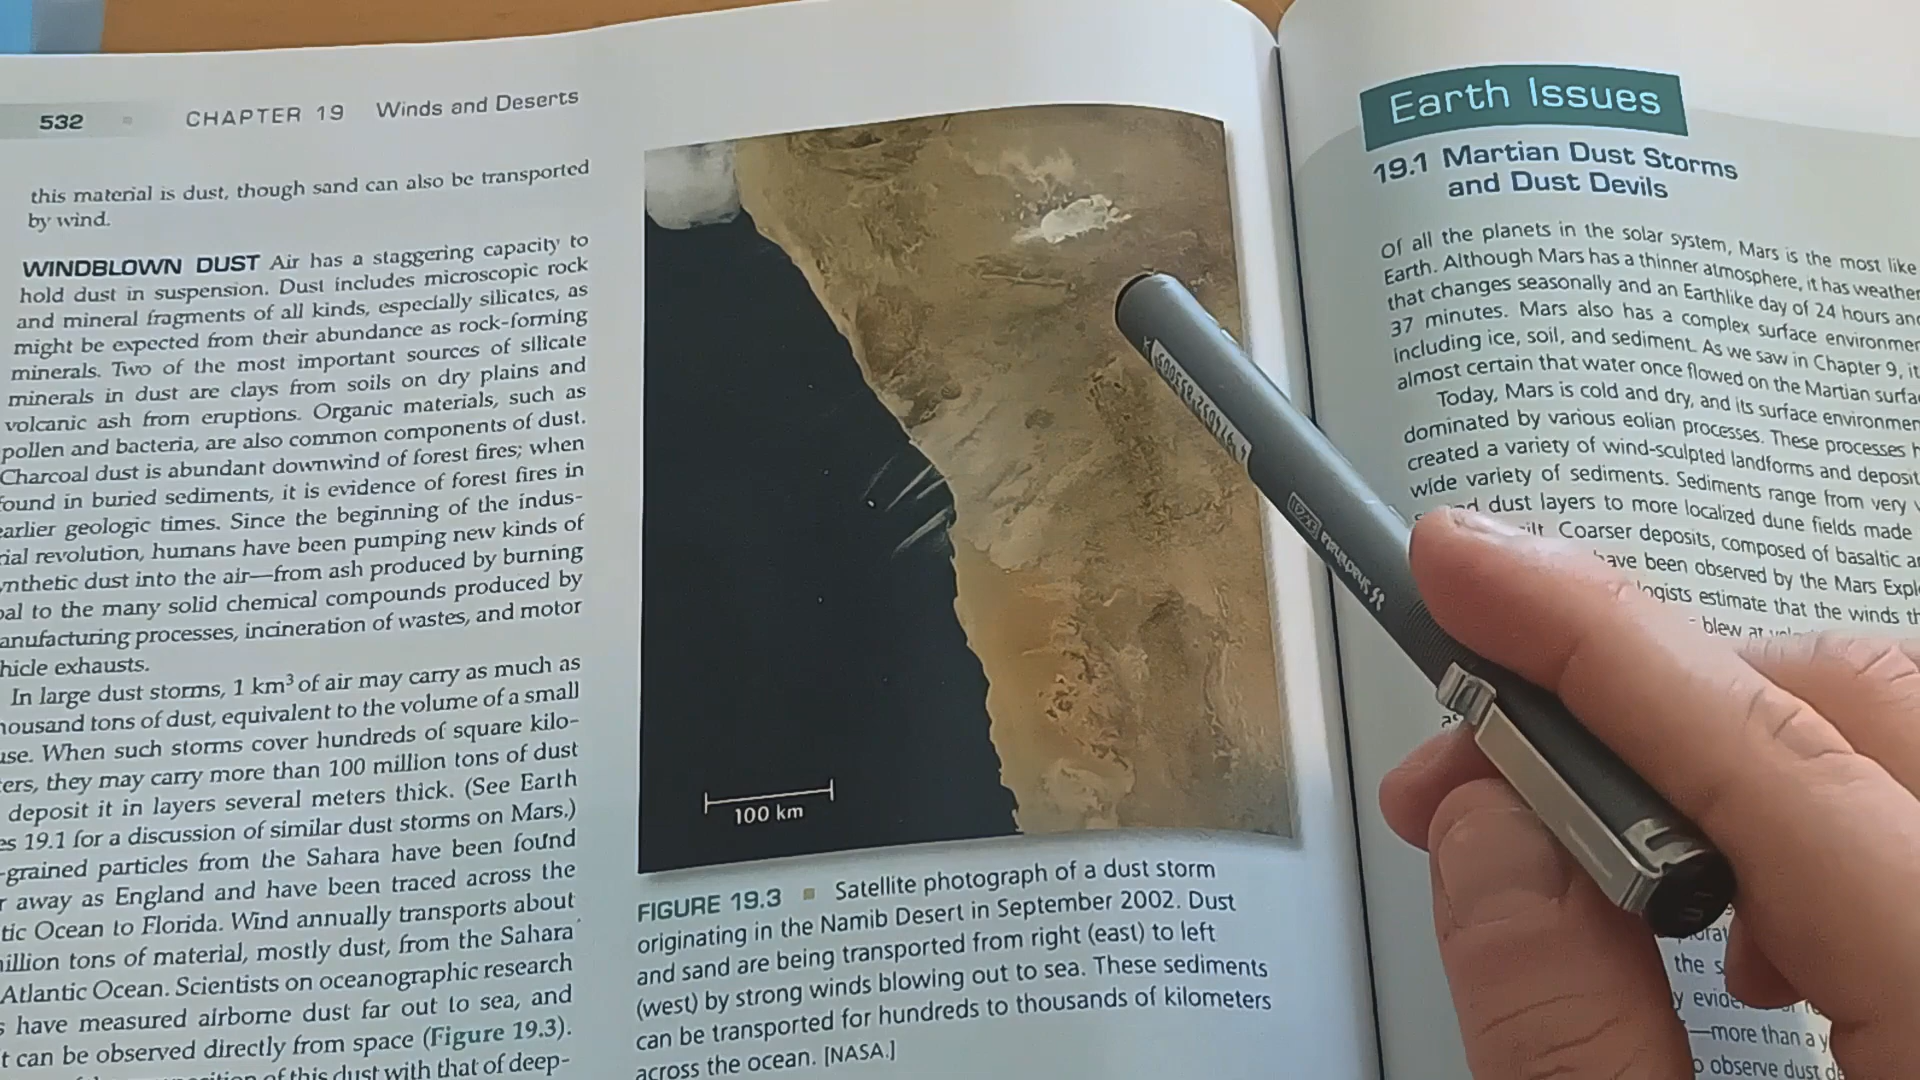 532
CHAPTER 19 Winds and Deserts
this material is dust, though sand can also be transported
by wind.
WINDBLOWN DUST Air has a staggering capacity to
hold dust in suspension. Dust includes microscopic rock
and mineral fragments of all kinds, especially silicates, as
might be expected from their abundance as rock-forming
minerals. Two of the most important sources of silicate
minerals in dust are clays from soils on dry plains and
volcanic ash from eruptions. Organic materials, such as
pollen and bacteria, are also common components of dust.
Charcoal dust is abundant downwind of forest fires; when
found in buried sediments, it is evidence of forest fires in
earlier geologic times. Since the beginning of the indus-
rial revolution, humans have been pumping new kinds of
ynthetic dust into the air—from ash produced by burning
oal to the many solid chemical compounds produced by
anufacturing processes, incineration of wastes, and motor
hicle exhausts.
In large dust storms, 1 km³ of air may carry as much as
housand tons of dust, equivalent to the volume of a small
use. When such storms cover hundreds of square kilo-
ters, they may carry more than 100 million tons of dust
deposit it in layers several meters thick. (See Earth
es 19.1 for a discussion of similar dust storms on Mars.)
-grained particles from the Sahara have been found
r away as England and have been traced across the
tic Ocean to Florida. Wind annually transports about
illion tons of material, mostly dust, from the Sahara
Atlantic Ocean. Scientists on oceanographic research
s have measured airborne dust far out to sea, and
t can be observed directly from space (Figure 19.3).
of this dust with that of deep-
100 km
FIGURE 19.3 Satellite photograph of a dust storm
originating in the Namib Desert in September 2002. Dust
and sand are being transported from right (east) to left
(west) by strong winds blowing out to sea. These sediments
can be transported for hundreds to thousands of kilometers
across the ocean. [NASA.]
Earth Issues
19.1 Martian Dust Storms
and Dust Devils
Of all the planets in the solar system, Mars is the most like
Earth. Although Mars has a thinner atmosphere, it has weather
that changes seasonally and an Earthlike day of 24 hours and
37 minutes. Mars also has a complex surface environmen
including ice, soil, and sediment. As we saw in Chapter 9, it
almost certain that water once flowed on the Martian surfa
Today, Mars is cold and dry, and its surface environmen
dominated by various eolian processes. These processes h
created a variety of wind-sculpted landforms and deposit
wide variety of sediments. Sediments range from very
dust layers to more localized dune fields made
silt. Coarser deposits, composed of basaltic
have been observed by the Mars Expl
logists estimate that the winds th
blew at
the s
y evide
—more than a y
o observe dust de